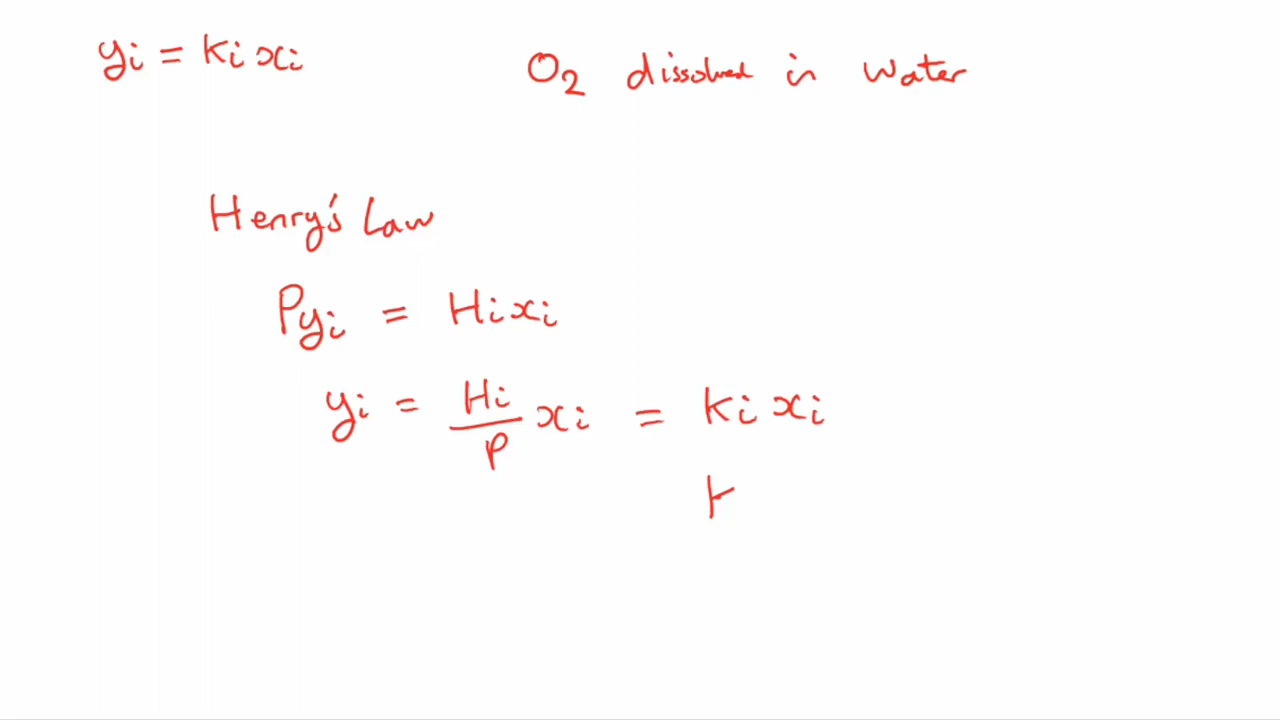 yi = Ki xi
O2 dissolved in water
Henry's Law
Pyi = Hi xi
yi = Hi/P xi = Ki xi